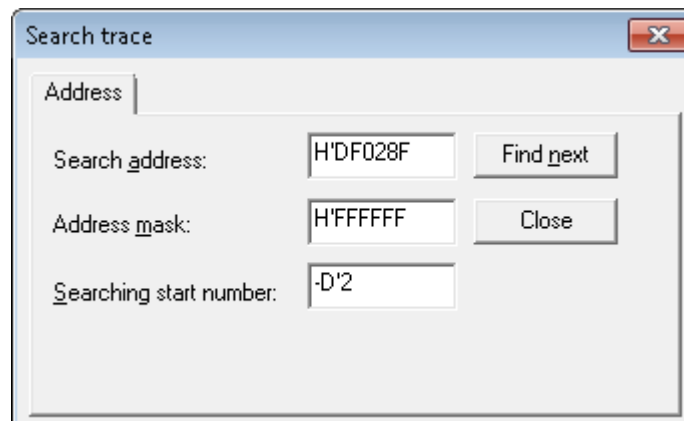 Search trace
Address
Search address: H'DF028F Find next
Address mask: H'FFFFFF Close
Searching start number: -D'2